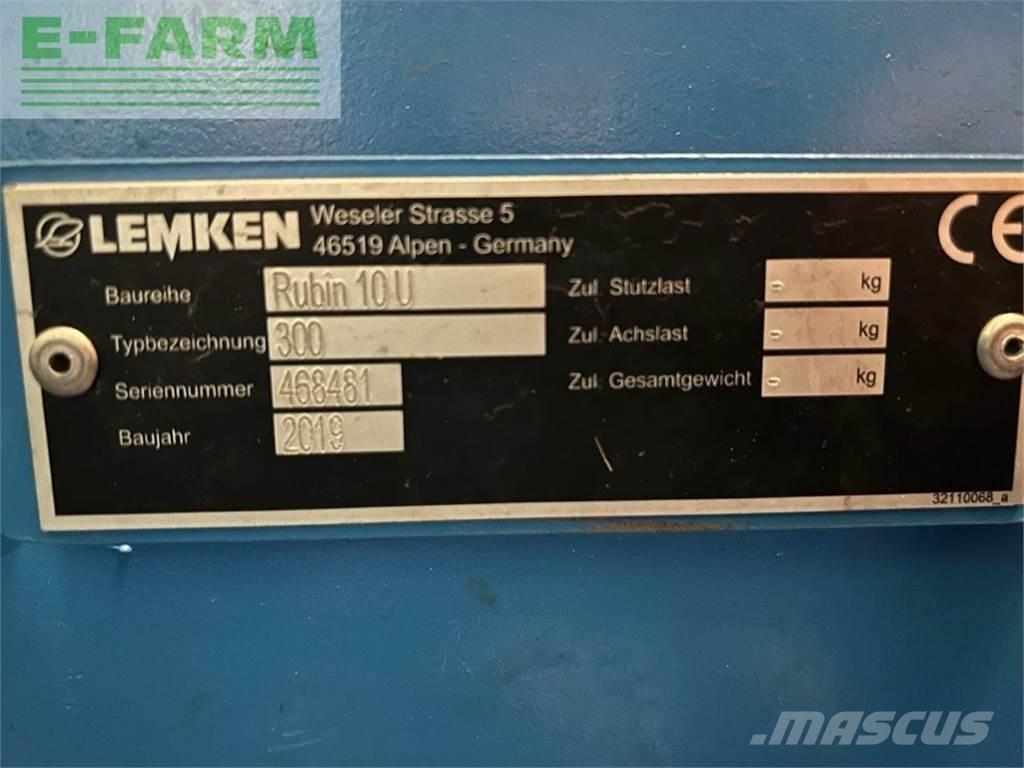 E-FARM
LEMKEN Weseler Strasse 5
46519 Alpen - Germany
CE
Baureihe Rubin 10 U
Typbezeichnung 300
Seriennummer 468481
Baujahr 2019
Zul. Stützlast - kg
Zul. Achslast - kg
Zul. Gesamtgewicht - kg
32110068_a
mascus